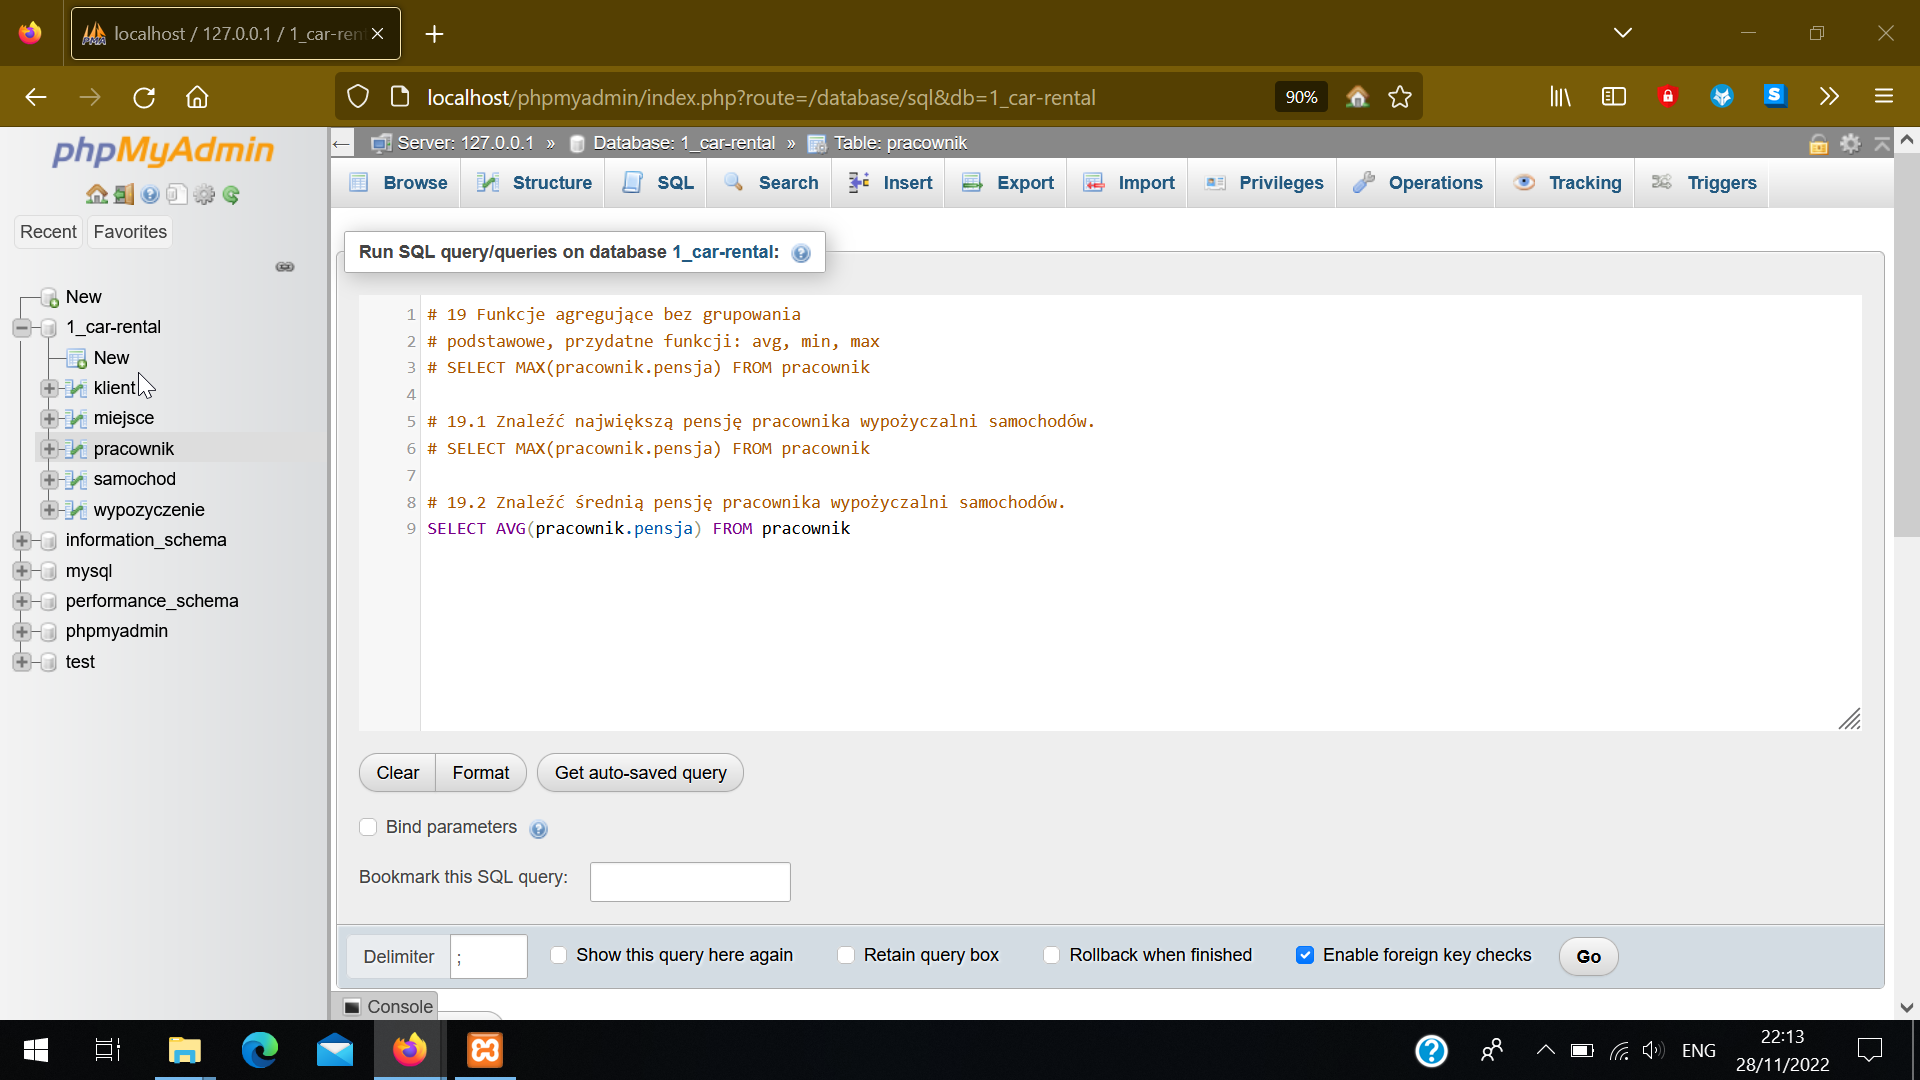 localhost / 127.0.0.1 / 1_car-ren
localhost/phpmyadmin/index.php?route=/database/sql&db=1_car-rental
90%
S
phpMyAdmin
Recent
Favorites
New
1_car-rental
New
klient
miejsce
pracownik
samochod
wypozyczenie
information_schema
mysql
performance_schema
phpmyadmin
test
Server: 127.0.0.1 » Database: 1_car-rental » Table: pracownik
Browse
Structure
SQL
Search
Insert
Export
Import
Privileges
Operations
Tracking
Triggers
Run SQL query/queries on database 1_car-rental:
1 # 19 Funkcje agregujące bez grupowania
2 # podstawowe, przydatne funkcji: avg, min, max
3 # SELECT MAX(pracownik.pensja) FROM pracownik
4
5 # 19.1 Znaleźć największą pensję pracownika wypożyczalni samochodów.
6 # SELECT MAX(pracownik.pensja) FROM pracownik
7
8 # 19.2 Znaleźć średnią pensję pracownika wypożyczalni samochodów.
9 SELECT AVG(pracownik.pensja) FROM pracownik
Clear
Format
Get auto-saved query
Bind parameters
Bookmark this SQL query:
Delimiter ;
Show this query here again
Retain query box
Rollback when finished
Enable foreign key checks
Go
Console
ENG
22:13
28/11/2022